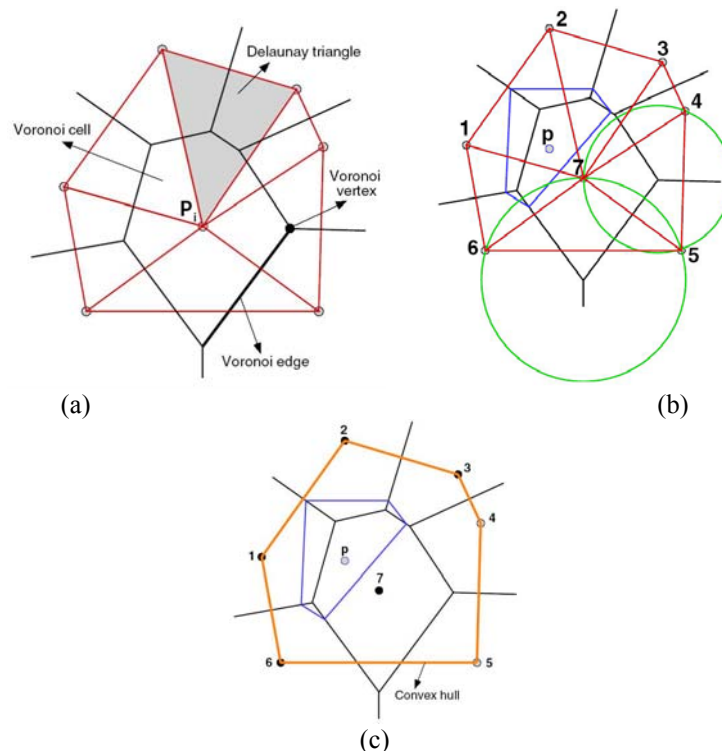 Delaunay triangle
Voronoi cell
Voronoi
vertex
P i
Voronoi edge
(a)
2
3
4
1
p
7
6
5
(b)
2
3
4
1
p
7
6
5
Convex hull
(c)